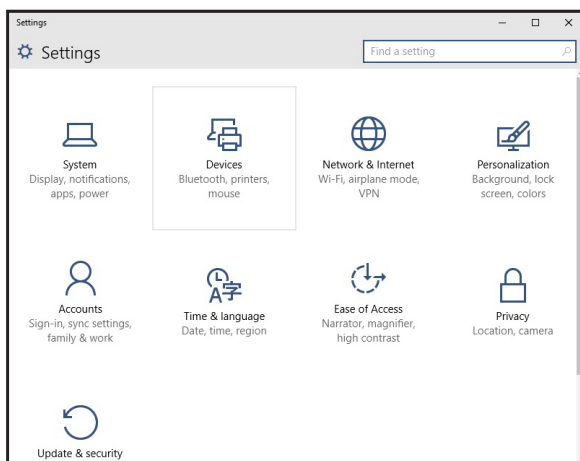 Settings
Settings
Find a setting
System
Display, notifications,
apps, power
Devices
Bluetooth, printers,
mouse
Network & Internet
Wi-Fi, airplane mode,
VPN
Personalization
Background, lock
screen, colors
Accounts
Sign-in, sync settings,
family & work
A字
Time & language
Date, time, region
Ease of Access
Narrator, magnifier,
high contrast
Privacy
Location, camera
Update & security